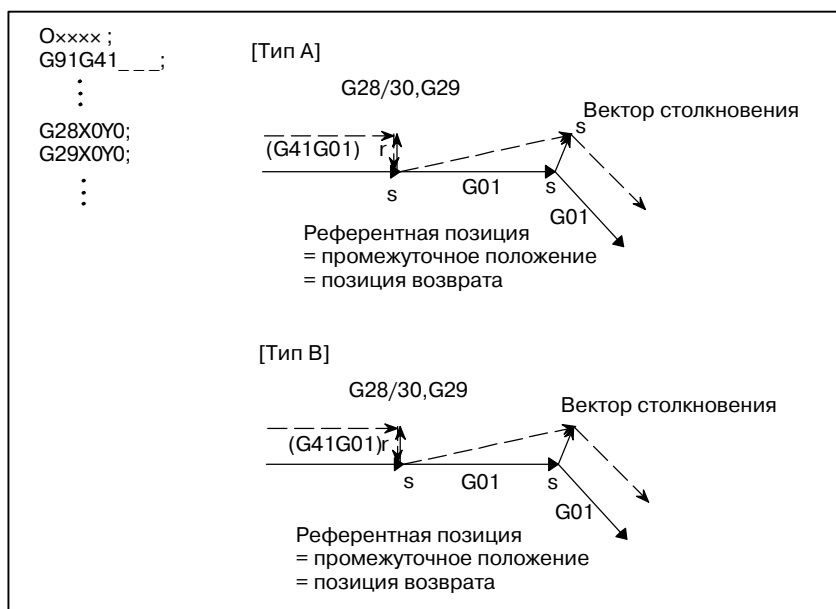 O×××× ;
G91G41_ _ _;
G28X0Y0;
G29X0Y0;
[Тип A]
G28/30,G29
Вектор столкновения
s
(G41G01)
r
s
G01
s
G01
Референтная позиция
= промежуточное положение
= позиция возврата
[Тип B]
G28/30,G29
Вектор столкновения
(G41G01)
r
s
G01
s
G01
Референтная позиция
= промежуточное положение
= позиция возврата